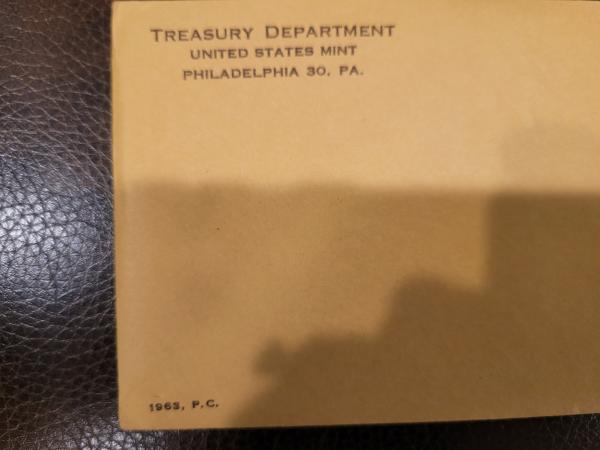 TREASURY DEPARTMENT
UNITED STATES MINT
PHILADELPHIA 30, PA.
1963, P.C.